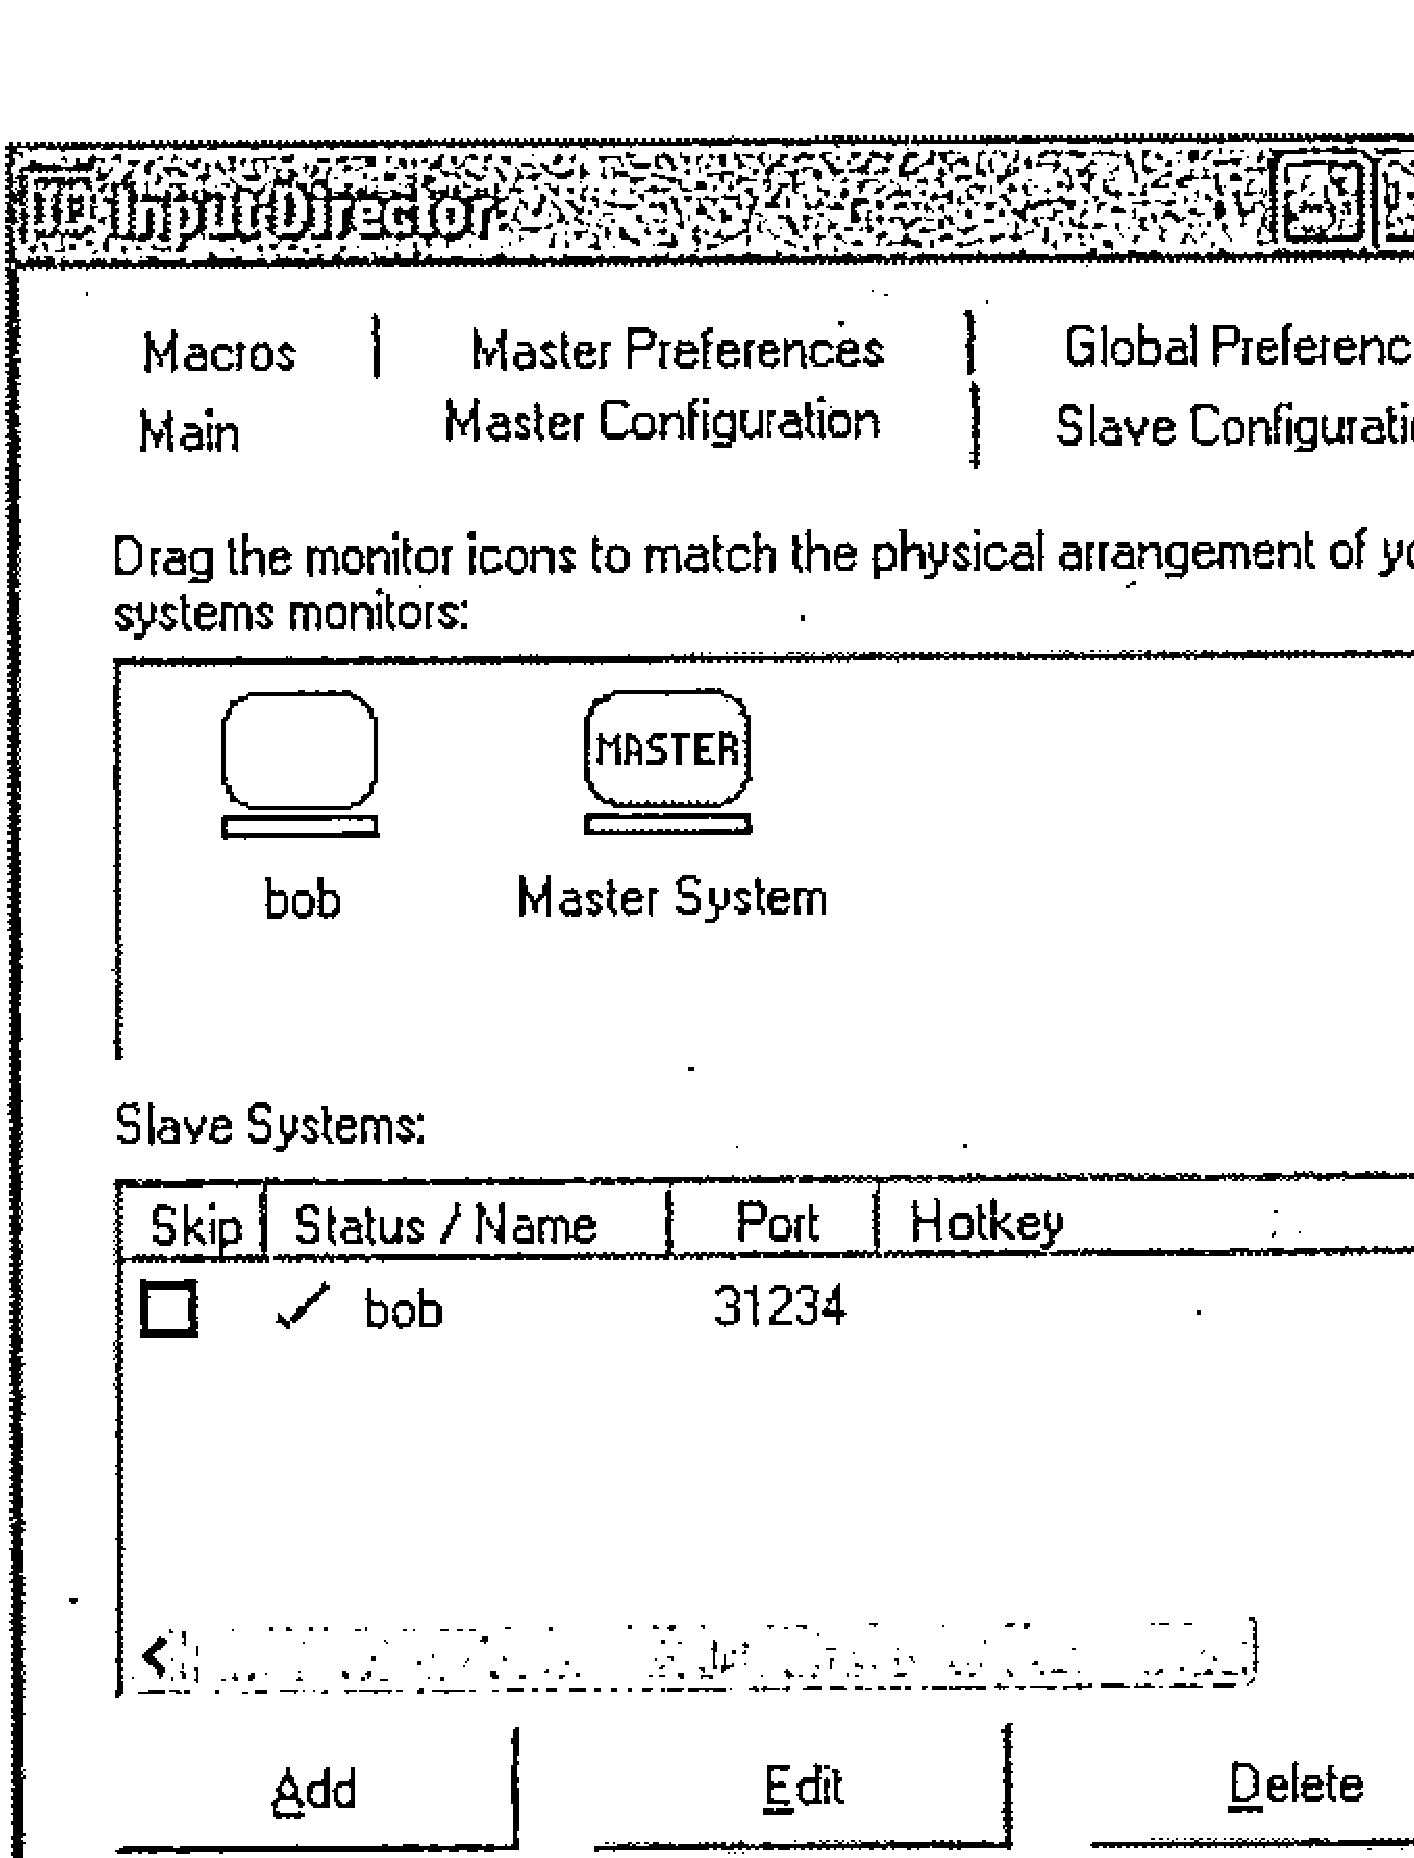 Input Director
Macros Master Preferences Global Preferenc
Main Master Configuration Slave Configurati
Drag the monitor icons to match the physical arrangement of yo
systems monitors:
MASTER
bob Master System
Slave Systems:
Skip Status / Name Port Hotkey
bob 31234
Add Edit Delete